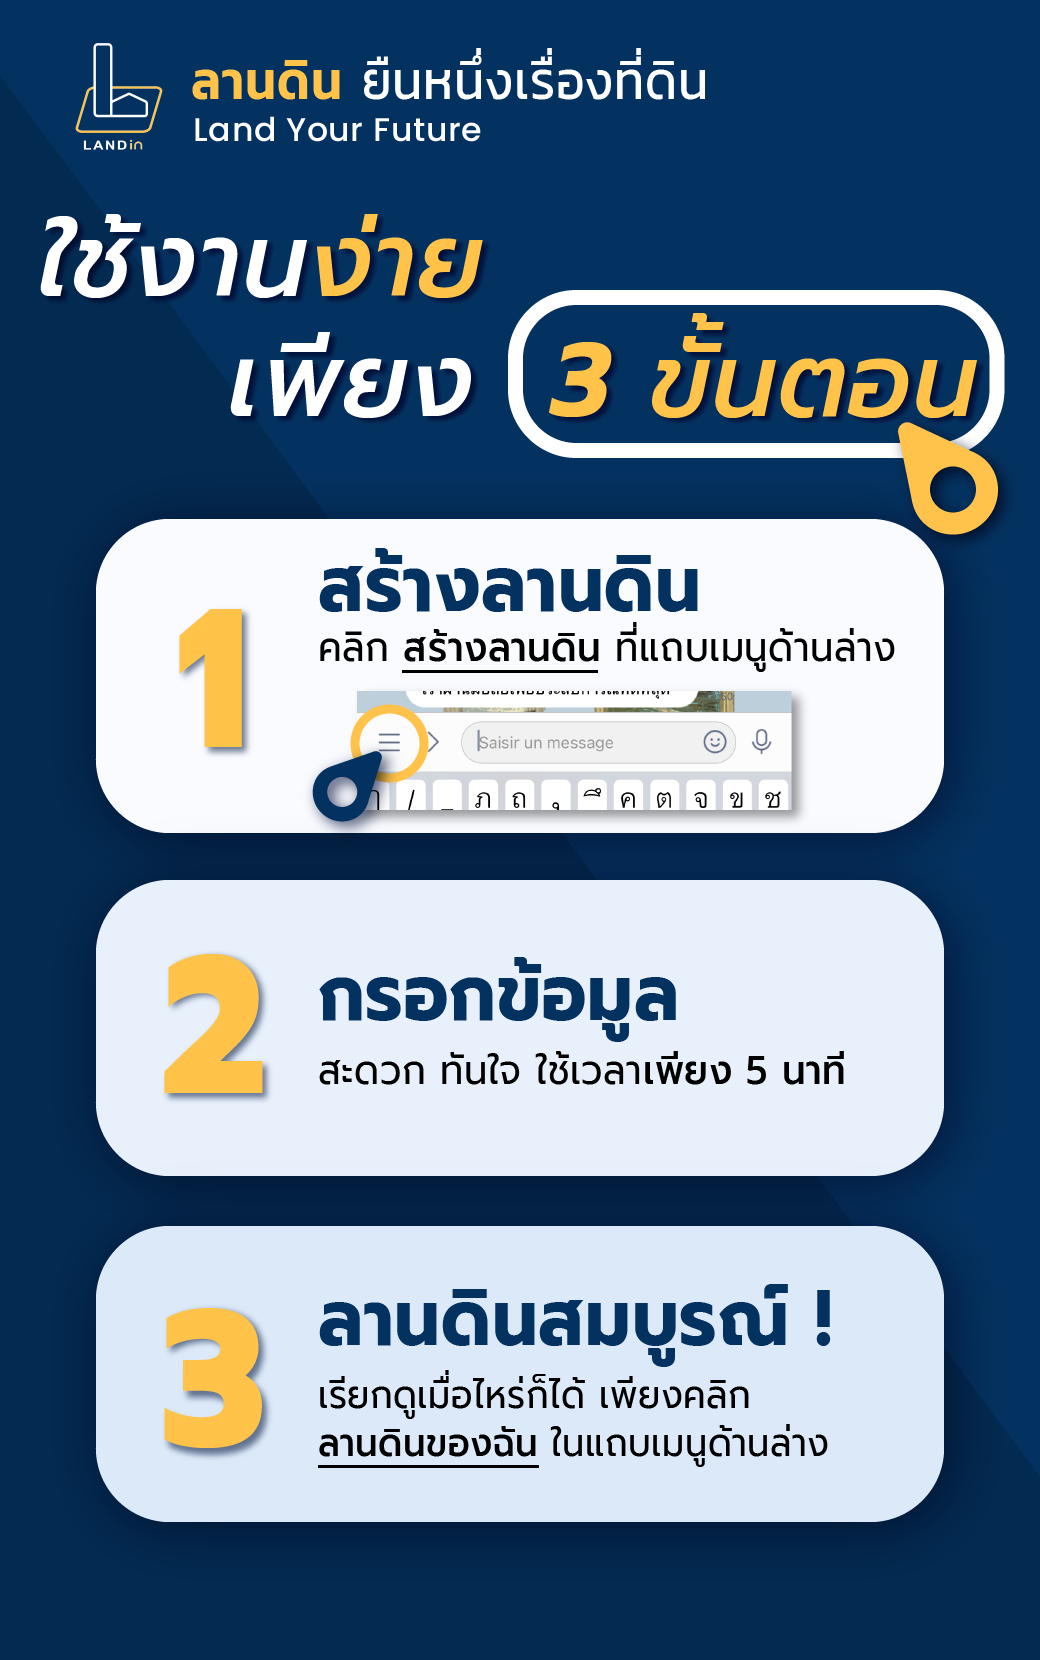 ลานดิน ยืนหนึ่งเรื่องที่ดิน
Land Your Future
LANDin
ใช้งานง่าย
เพียง 3 ขั้นตอน
1
สร้างลานดิน
คลิก สร้างลานดิน ที่แถบเมนูด้านล่าง
Saisir un message
/ _ ภ ถ ุ ึ ค ต จ ข ช
2
กรอกข้อมูล
สะดวก ทันใจ ใช้เวลาเพียง 5 นาที
3
ลานดินสมบูรณ์ !
เรียกดูเมื่อไหร่ก็ได้ เพียงคลิก
ลานดินของฉัน ในแถบเมนูด้านล่าง